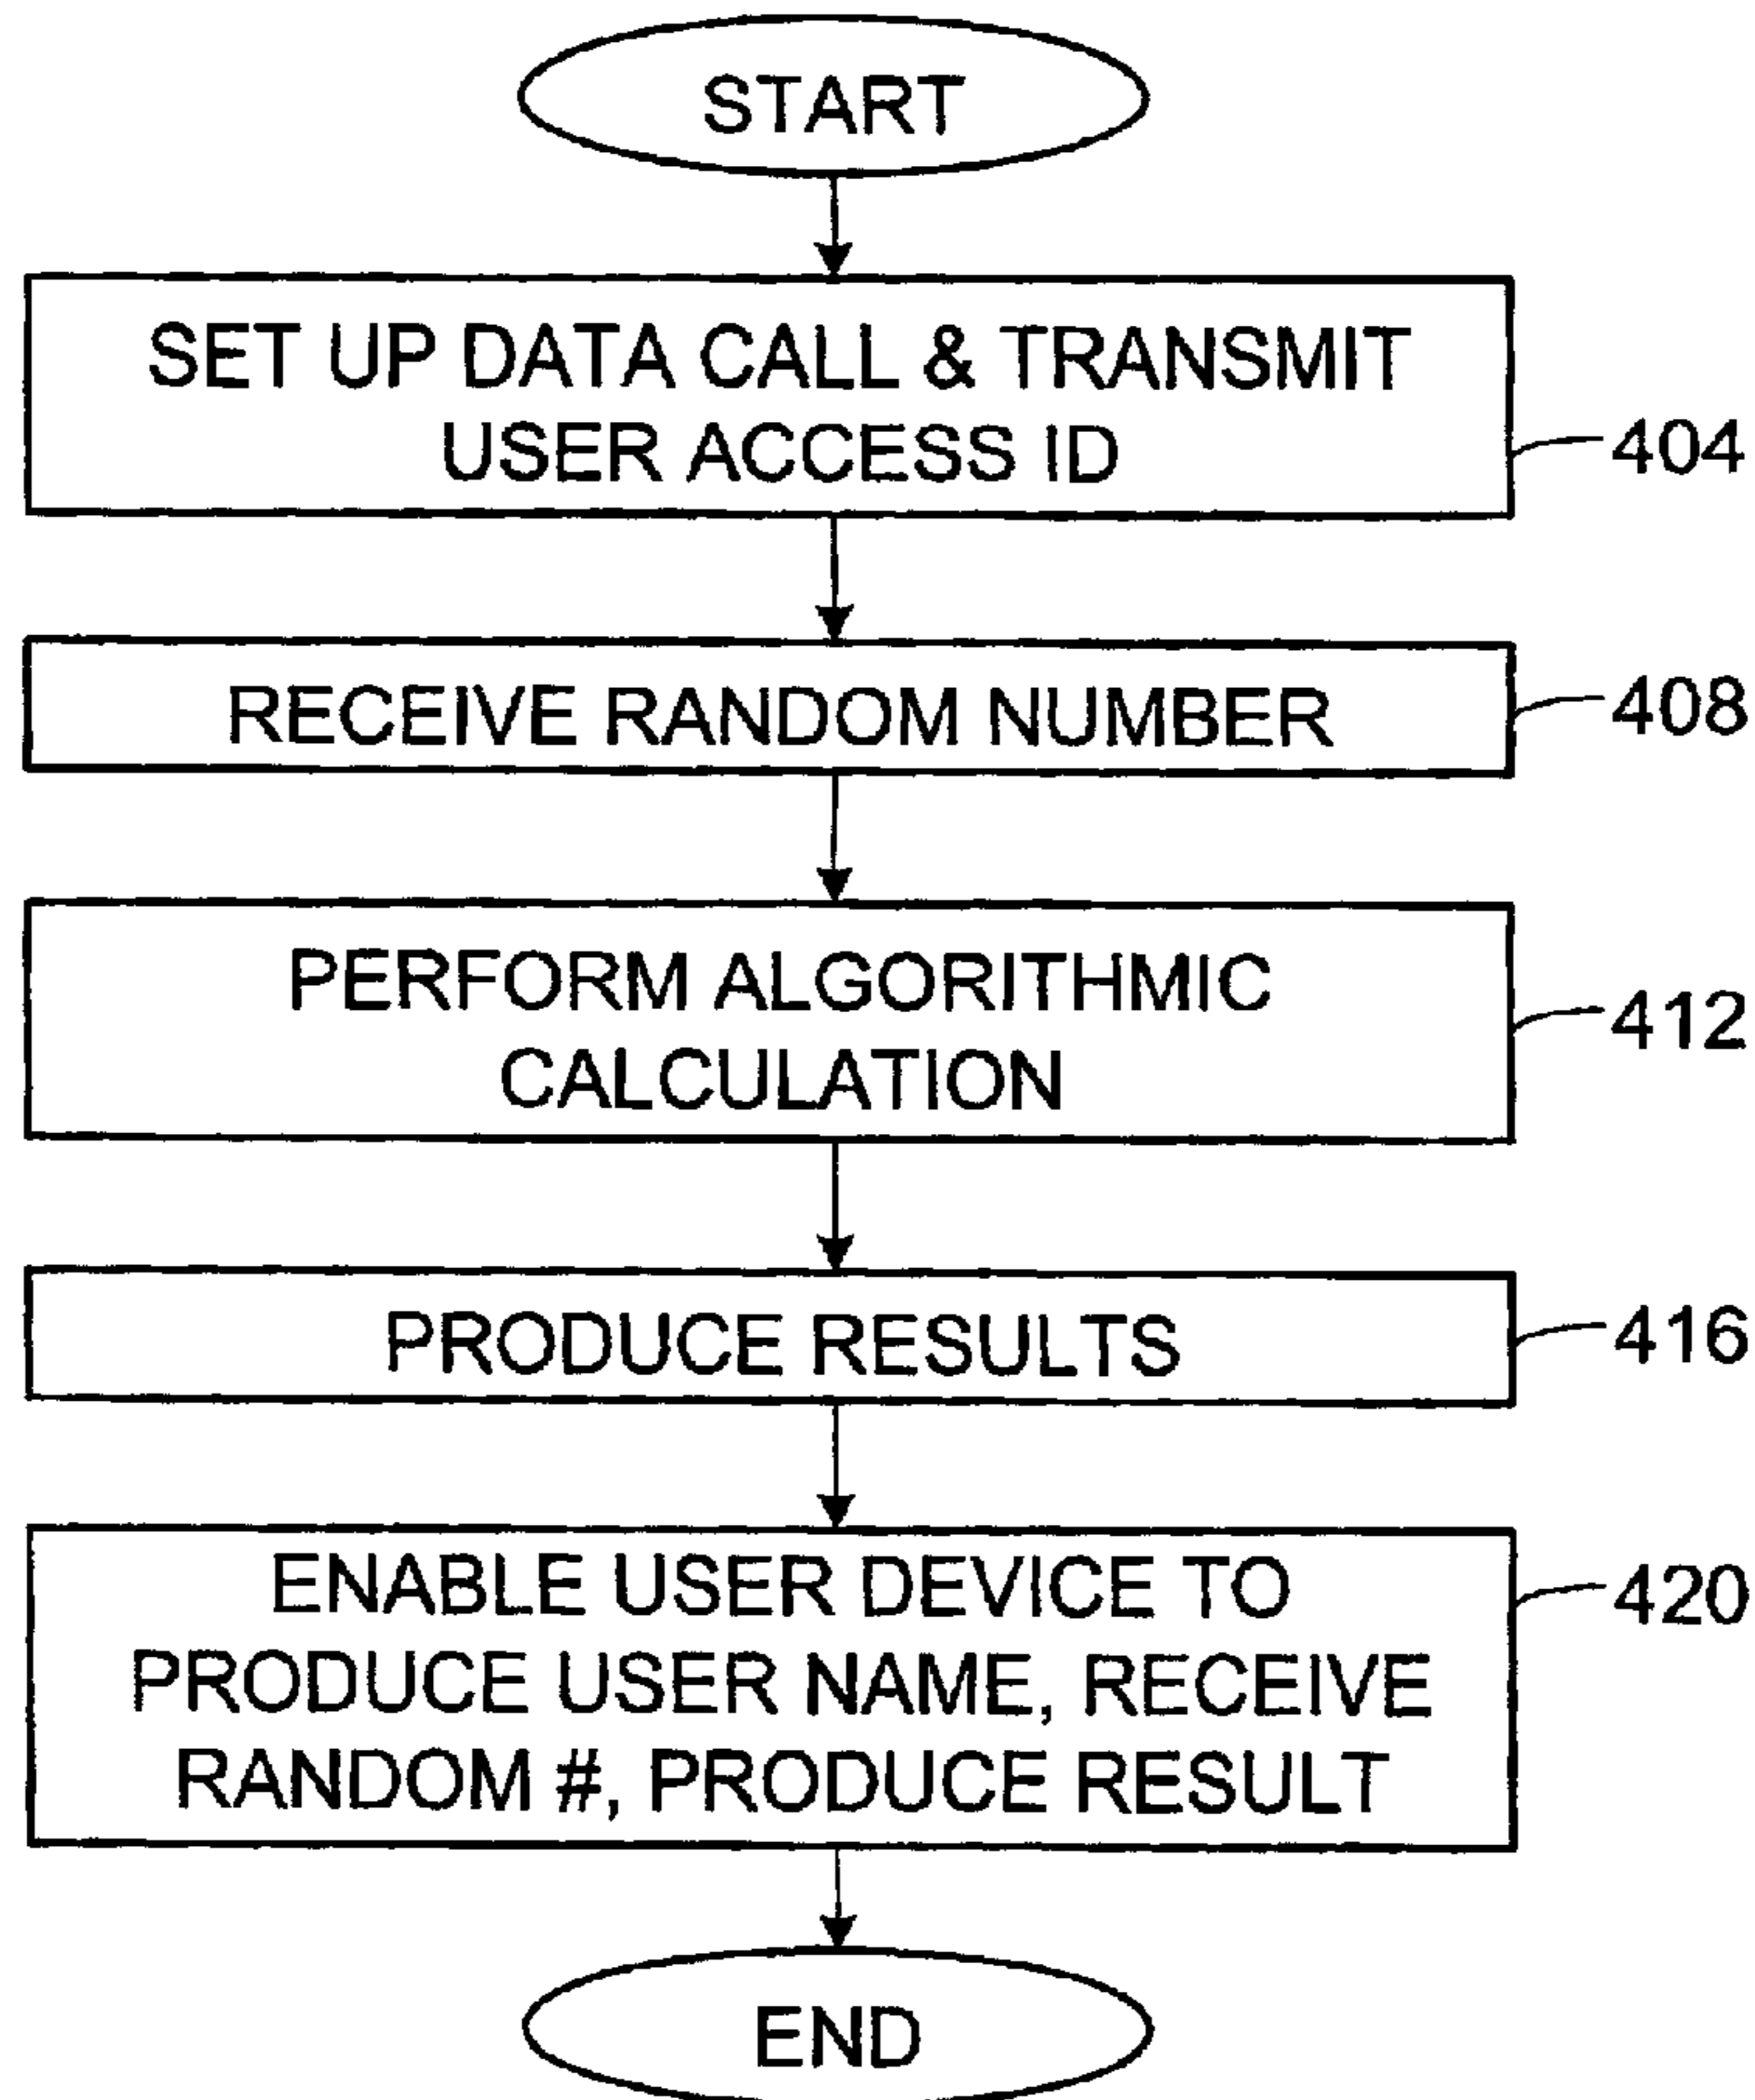 START
SET UP DATA CALL & TRANSMIT
USER ACCESS ID
404
RECEIVE RANDOM NUMBER
408
PERFORM ALGORITHMIC
CALCULATION
412
PRODUCE RESULTS
416
ENABLE USER DEVICE TO
PRODUCE USER NAME, RECEIVE
RANDOM #, PRODUCE RESULT
420
END